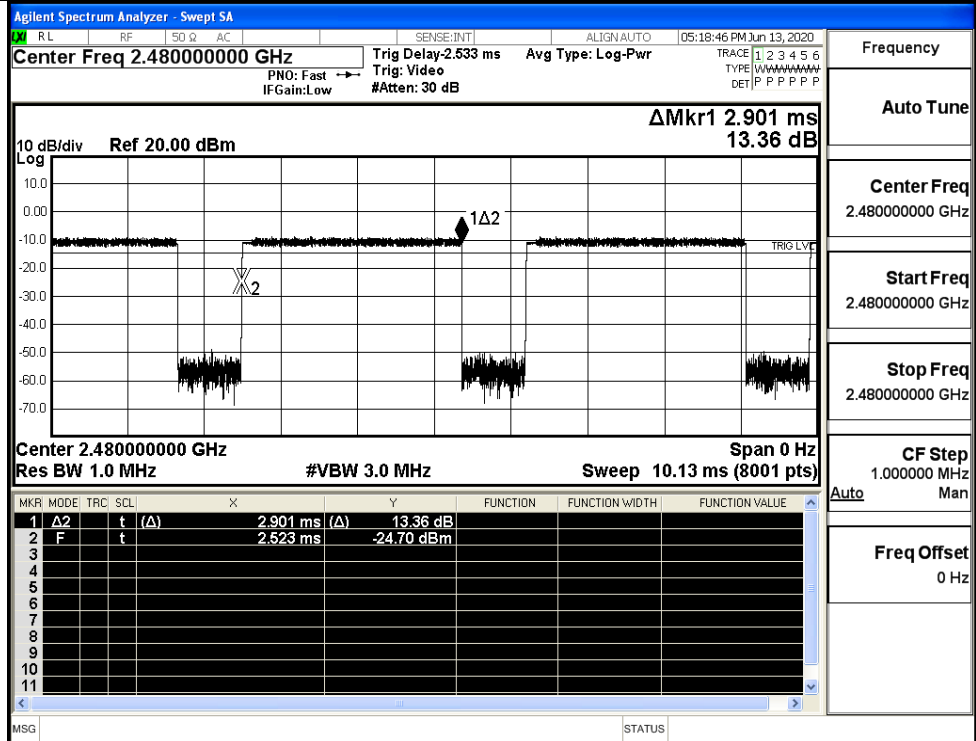 Agilent Spectrum Analyzer - Swept SA
LXI RL RF 50 Ω AC SENSE:INT ALIGN AUTO 05:18:46 PM Jun 13, 2020
Center Freq 2.480000000 GHz
PNO: Fast
IFGain:Low
Trig Delay-2.533 ms
Trig: Video
#Atten: 30 dB
Avg Type: Log-Pwr
TRACE 1 2 3 4 5 6
TYPE WWWWWW
DET P P P P P P
ΔMkr1 2.901 ms
13.36 dB
10 dB/div Ref 20.00 dBm
Log
10.0
0.00
-10.0
-20.0
-30.0
-40.0
-50.0
-60.0
-70.0
1Δ2
2
TRIG LVL
Center 2.480000000 GHz Span 0 Hz
Res BW 1.0 MHz #VBW 3.0 MHz Sweep 10.13 ms (8001 pts)
MKR MODE TRC SCL X Y FUNCTION FUNCTION WIDTH FUNCTION VALUE
1 Δ2 t (Δ) 2.901 ms (Δ) 13.36 dB
2 F t 2.523 ms -24.70 dBm
3
4
5
6
7
8
9
10
11
MSG STATUS
Frequency
Auto Tune
Center Freq
2.480000000 GHz
Start Freq
2.480000000 GHz
Stop Freq
2.480000000 GHz
CF Step
1.000000 MHz
Auto Man
Freq Offset
0 Hz